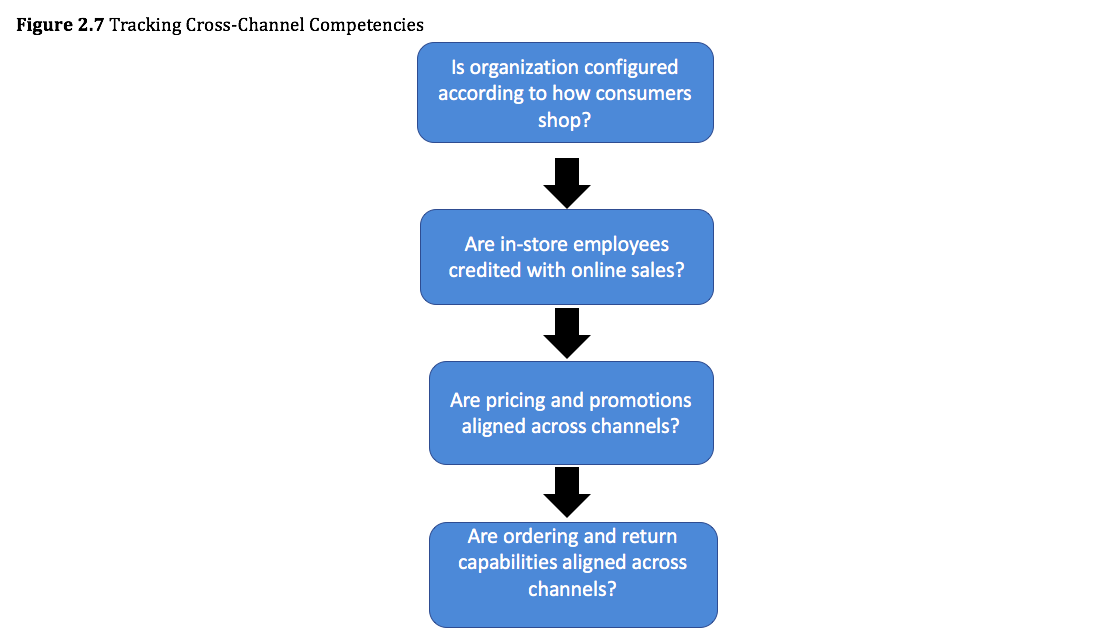 Figure 2.7 Tracking Cross-Channel Competencies
Is organization configured
according to how consumers
shop?
Are in-store employees
credited with online sales?
Are pricing and promotions
aligned across channels?
Are ordering and return
capabilities aligned across
channels?